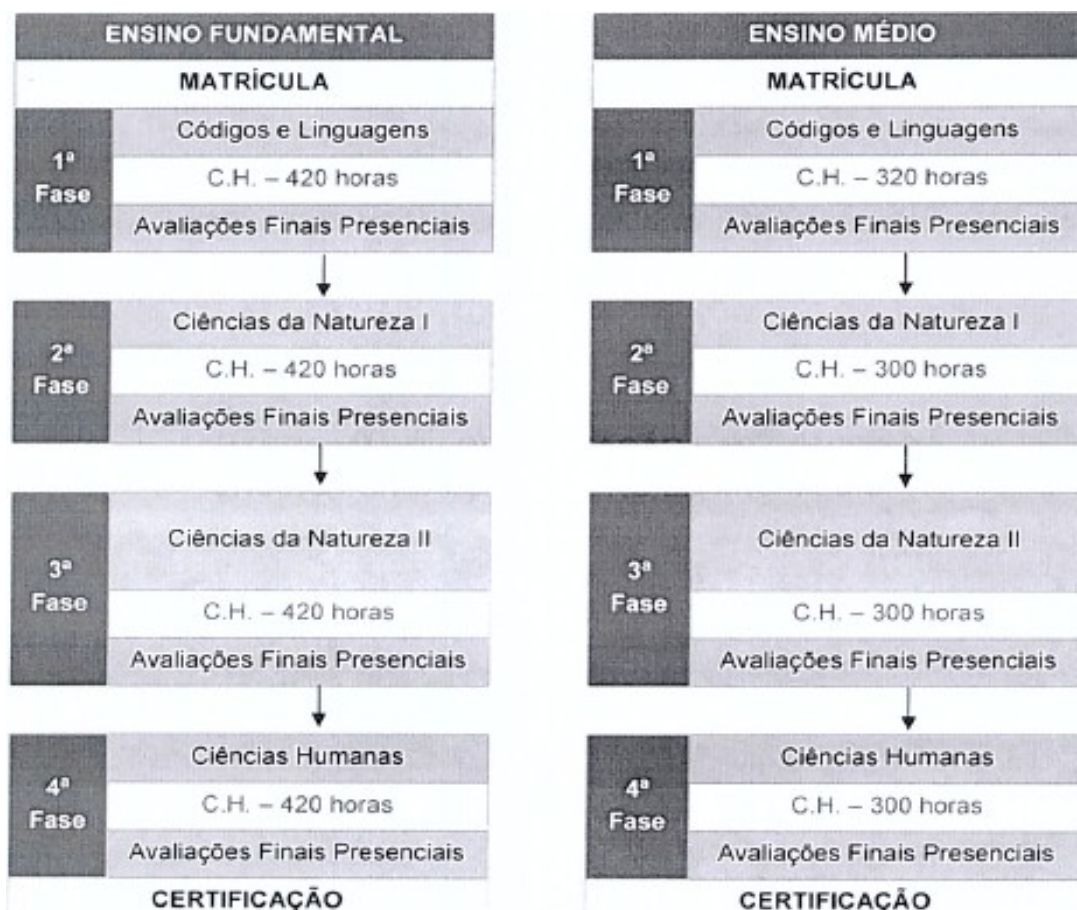 ENSINO FUNDAMENTAL
MATRÍCULA
1ª
Fase
Códigos e Linguagens
C.H. – 420 horas
Avaliações Finais Presenciais
2ª
Fase
Ciências da Natureza I
C.H. – 420 horas
Avaliações Finais Presenciais
3ª
Fase
Ciências da Natureza II
C.H. – 420 horas
Avaliações Finais Presenciais
4ª
Fase
Ciências Humanas
C.H. – 420 horas
Avaliações Finais Presenciais
CERTIFICAÇÃO
ENSINO MÉDIO
MATRÍCULA
1ª
Fase
Códigos e Linguagens
C.H. – 320 horas
Avaliações Finais Presenciais
2ª
Fase
Ciências da Natureza I
C.H. – 300 horas
Avaliações Finais Presenciais
3ª
Fase
Ciências da Natureza II
C.H. – 300 horas
Avaliações Finais Presenciais
4ª
Fase
Ciências Humanas
C.H. – 300 horas
Avaliações Finais Presenciais
CERTIFICAÇÃO